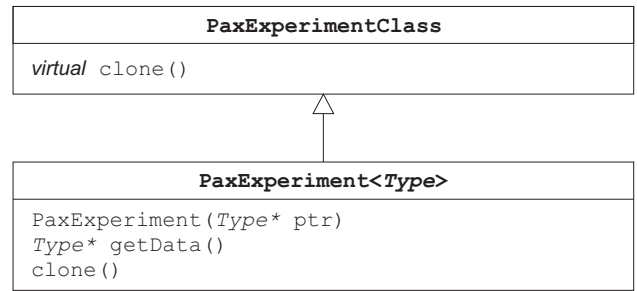 PaxExperimentClass
virtual clone()
PaxExperiment<Type>
PaxExperiment(Type* ptr)
Type* getData()
clone()